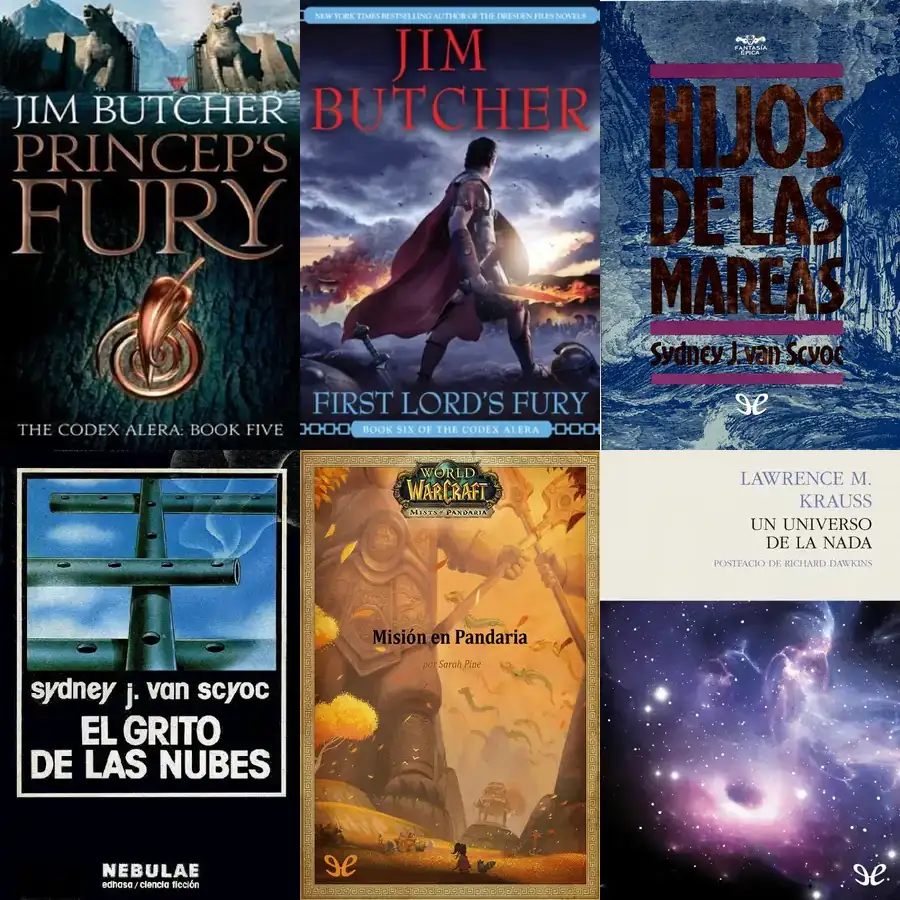 JIM BUTCHER
PRINCEP'S
FURY
THE CODEX ALERA: BOOK FIVE
NEW YORK TIMES BESTSELLING AUTHOR OF THE DRESDEN FILES NOVELS
JIM
BUTCHER
FIRST LORD'S FURY
BOOK SIX OF THE CODEX ALERA
FANTASÍA
ÉPICA
HIJOS
DE LAS
MAREAS
Sydney J. van Scyoc
sydney j. van scyoc
EL GRITO
DE LAS NUBES
NEBULAE
edhasa / ciencia ficción
WORLD
WARCRAFT
MISTS OF PANDARIA
Misión en Pandaria
por Sarah Pine
LAWRENCE M.
KRAUSS
UN UNIVERSO
DE LA NADA
POSTFACIO DE RICHARD DAWKINS